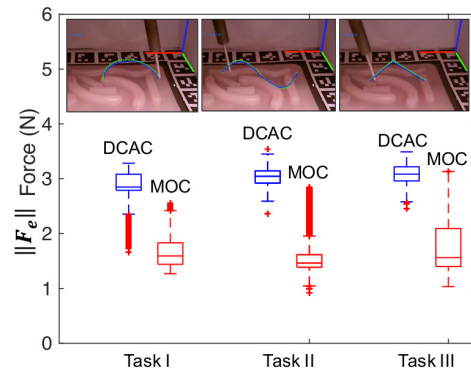 6
5
4
3
2
1
0
||F_e|| Force (N)
DCAC
MOC
DCAC
MOC
DCAC
MOC
Task I
Task II
Task III